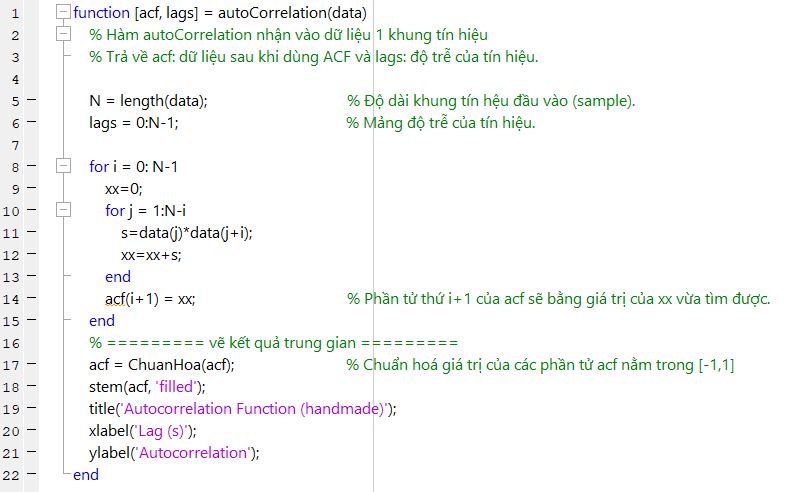 1 function [acf, lags] = autoCorrelation(data)
2 % Hàm autoCorrelation nhận vào dữ liệu 1 khung tín hiệu
3 % Trả về acf: dữ liệu sau khi dùng ACF và lags: độ trễ của tín hiệu.
4
5 N = length(data); % Độ dài khung tín hệu đầu vào (sample).
6 lags = 0:N-1; % Mảng độ trễ của tín hiệu.
7
8 for i = 0: N-1
9 xx=0;
10 for j = 1:N-i
11 s=data(j)*data(j+i);
12 xx=xx+s;
13 end
14 acf(i+1) = xx; % Phần tử thứ i+1 của acf sẽ bằng giá trị của xx vừa tìm được.
15 end
16 % ========= vẽ kết quả trung gian =========
17 acf = ChuanHoa(acf); % Chuẩn hoá giá trị của các phần tử acf nằm trong [-1,1]
18 stem(acf, 'filled');
19 title('Autocorrelation Function (handmade)');
20 xlabel('Lag (s)');
21 ylabel('Autocorrelation');
22 end